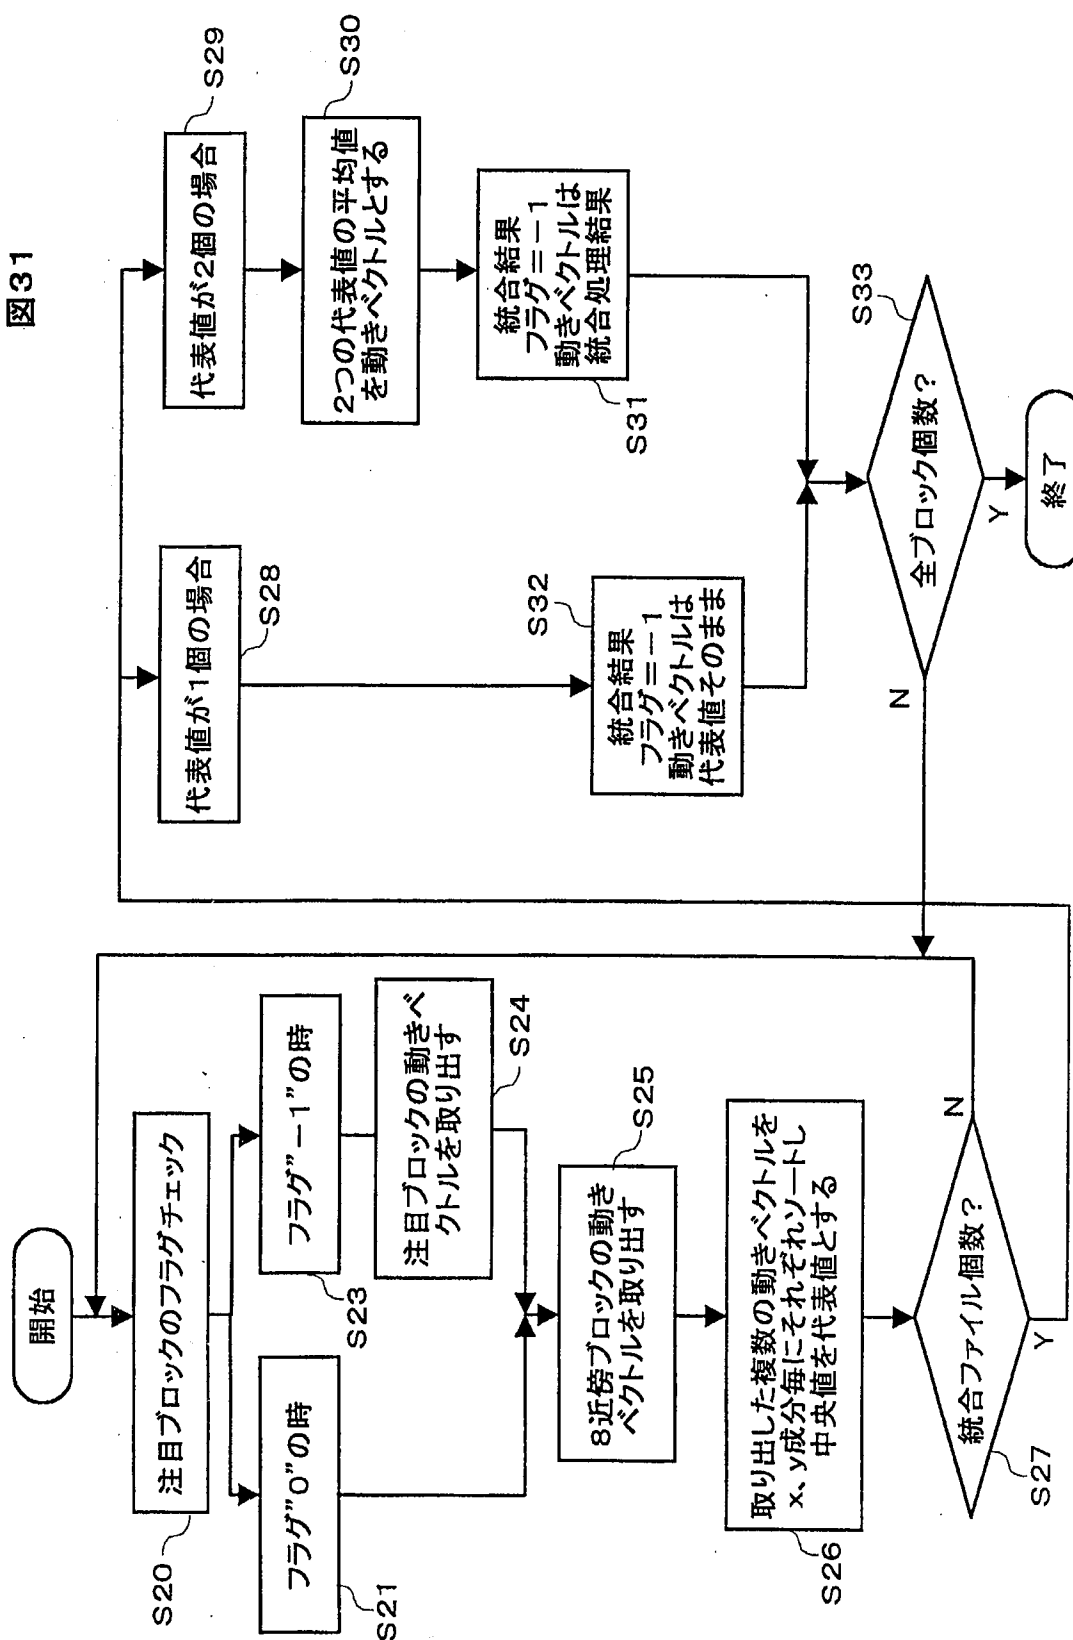 図31
開始
注目ブロックのフラグチェック
S20
フラグ"0"の時
S21
フラグ"－1"の時
S23
注目ブロックの動きベ
クトルを取り出す
S24
8近傍ブロックの動き
ベクトルを取り出す
S25
取り出した複数の動きベクトルを
x、y成分毎にそれぞれソートし
中央値を代表値とする
S26
統合ファイル個数？
S27
N
Y
代表値が1個の場合
S28
代表値が2個の場合
S29
2つの代表値の平均値
を動きベクトルとする
S30
統合結果
フラグ＝－1
動きベクトルは
統合処理結果
S31
統合結果
フラグ＝－1
動きベクトルは
代表値そのまま
S32
全ブロック個数？
S33
N
Y
終了